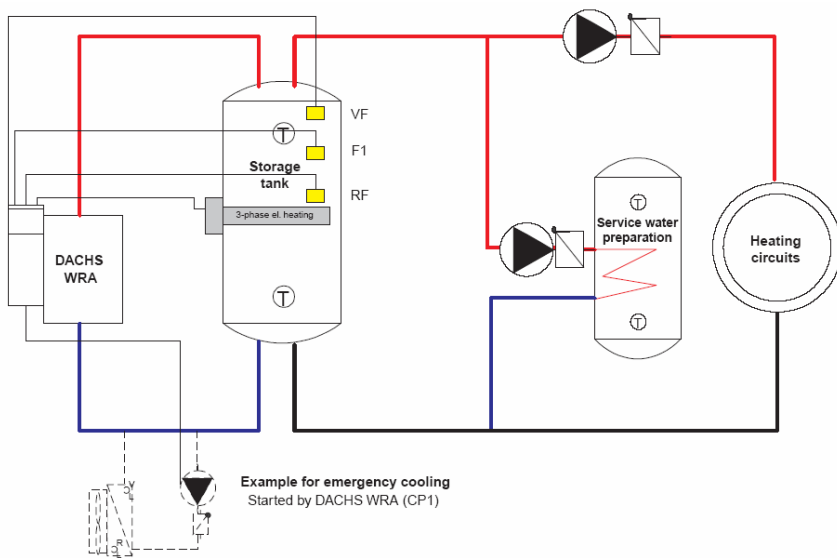 VF
T
F1
Storage
tank
RF
3-phase el. heating
T
DACHS
WRA
T
Service water
preparation
T
Heating
circuits
Example for emergency cooling
Started by DACHS WRA (CP1)
V
L
R